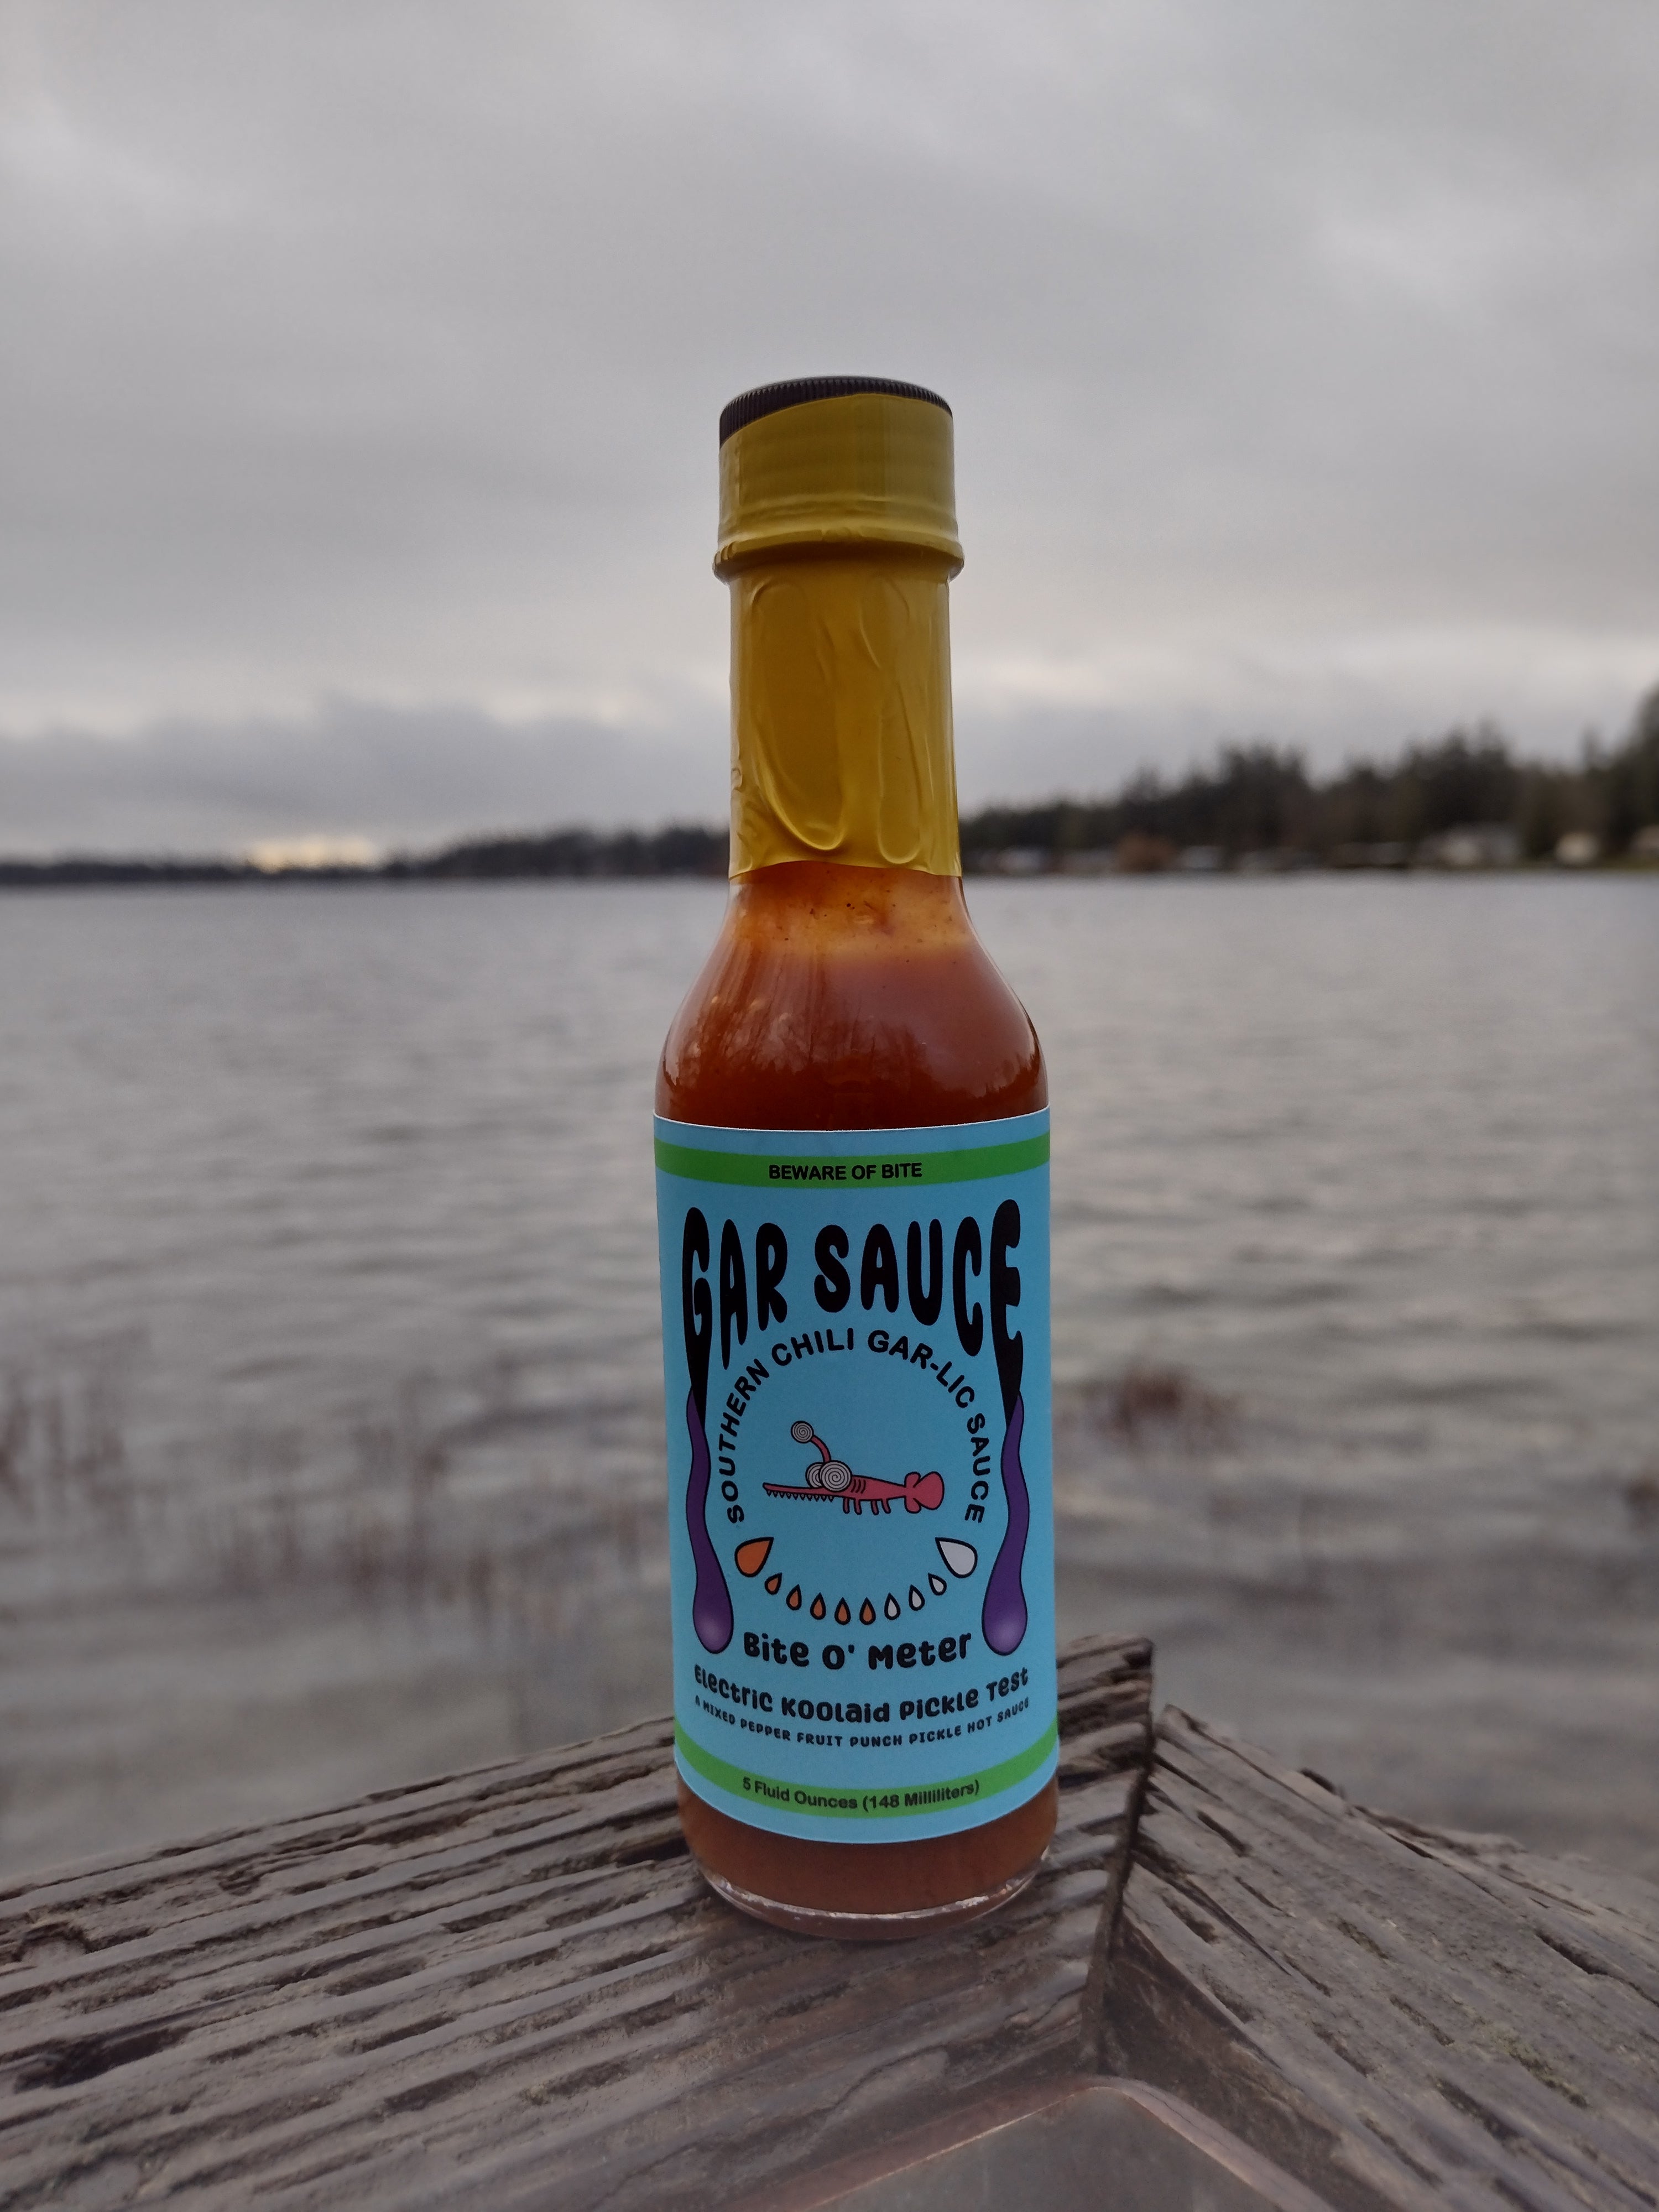 BEWARE OF BITE
GAR SAUCE
SOUTHERN CHILI GAR-LIC SAUCE
Bite O' Meter
Electric Koolaid Pickle Test
A MIXED PEPPER FRUIT PUNCH PICKLE HOT SAUCE
5 Fluid Ounces (148 Milliliters)